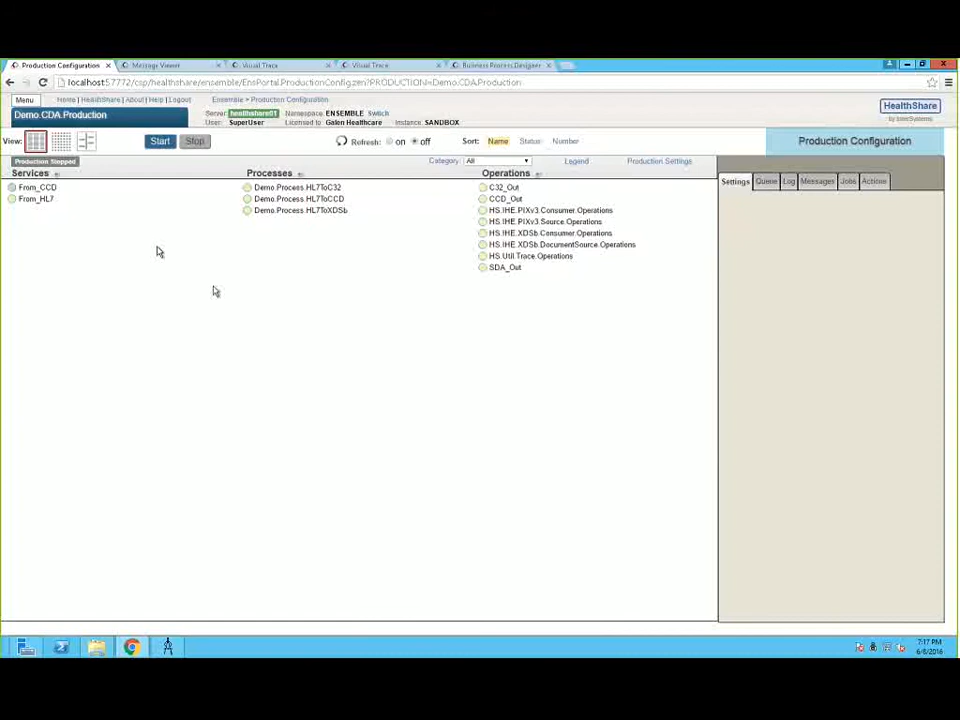 Production Configuration
Message Viewer
Visual Trace
Visual Trace
Business Process Designer
localhost:57772/csp/healthshare/ensemble/EnsPortal.ProductionConfig.zen?PRODUCTION=Demo.CDA.Production
Menu
Home | HealthShare | About | Help | Logout
Ensemble > Production Configuration
Demo.CDA.Production
Server: healthshare01 Namespace: ENSEMBLE Switch
User: SuperUser Licensed to: Galen Healthcare Instance: SANDBOX
HealthShare
by InterSystems
View:
Start
Stop
Refresh: on off
Sort: Name Status Number
Production Configuration
Production Stopped
Category: All
Legend
Production Settings
Services
Processes
Operations
From_CCD
From_HL7
Demo.Process.HL7ToC32
Demo.Process.HL7ToCCD
Demo.Process.HL7ToXDSb
C32_Out
CCD_Out
HS.IHE.PIXv3.Consumer.Operations
HS.IHE.PIXv3.Source.Operations
HS.IHE.XDSb.Consumer.Operations
HS.IHE.XDSb.DocumentSource.Operations
HS.Util.Trace.Operations
SDA_Out
Settings Queue Log Messages Jobs Actions
7:17 PM
6/8/2016